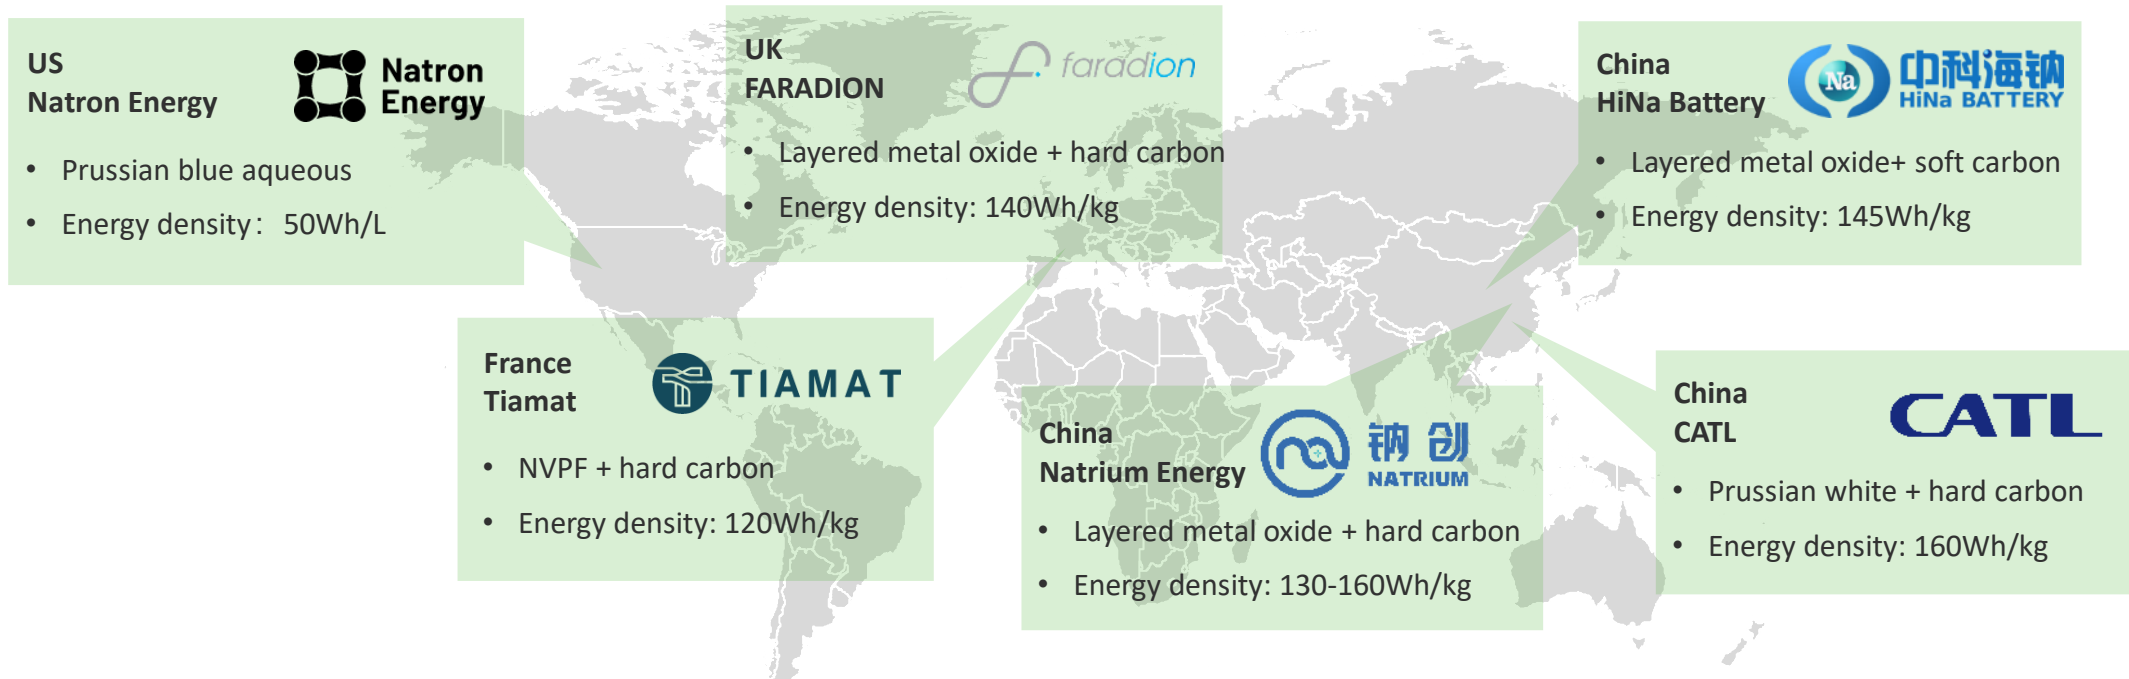 US
Natron Energy
Natron
Energy
• Prussian blue aqueous
• Energy density： 50Wh/L
UK
FARADION
faradion
• Layered metal oxide + hard carbon
• Energy density: 140Wh/kg
China
HiNa Battery
Na
中科海钠
HiNa BATTERY
• Layered metal oxide+ soft carbon
• Energy density: 145Wh/kg
France
Tiamat
TIAMAT
• NVPF + hard carbon
• Energy density: 120Wh/kg
China
Natrium Energy
钠创
NATRIUM
• Layered metal oxide + hard carbon
• Energy density: 130-160Wh/kg
China
CATL
CATL
• Prussian white + hard carbon
• Energy density: 160Wh/kg